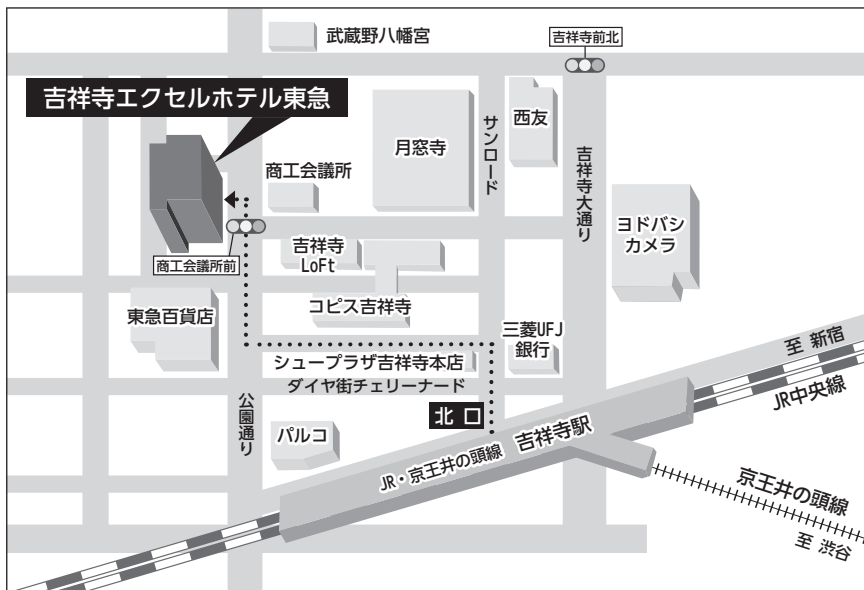 武蔵野八幡宮
吉祥寺前北
吉祥寺エクセルホテル東急
サンロード
西友
月窓寺
商工会議所
吉祥寺大通り
ヨドバシ
カメラ
吉祥寺
LoFt
商工会議所前
コピス吉祥寺
東急百貨店
三菱UFJ
銀行
至 新宿
シュープラザ吉祥寺本店
ダイヤ街チェリーナード
JR中央線
公園通り
北口
パルコ
吉祥寺駅
JR・京王井の頭線
京王井の頭線
至 渋谷